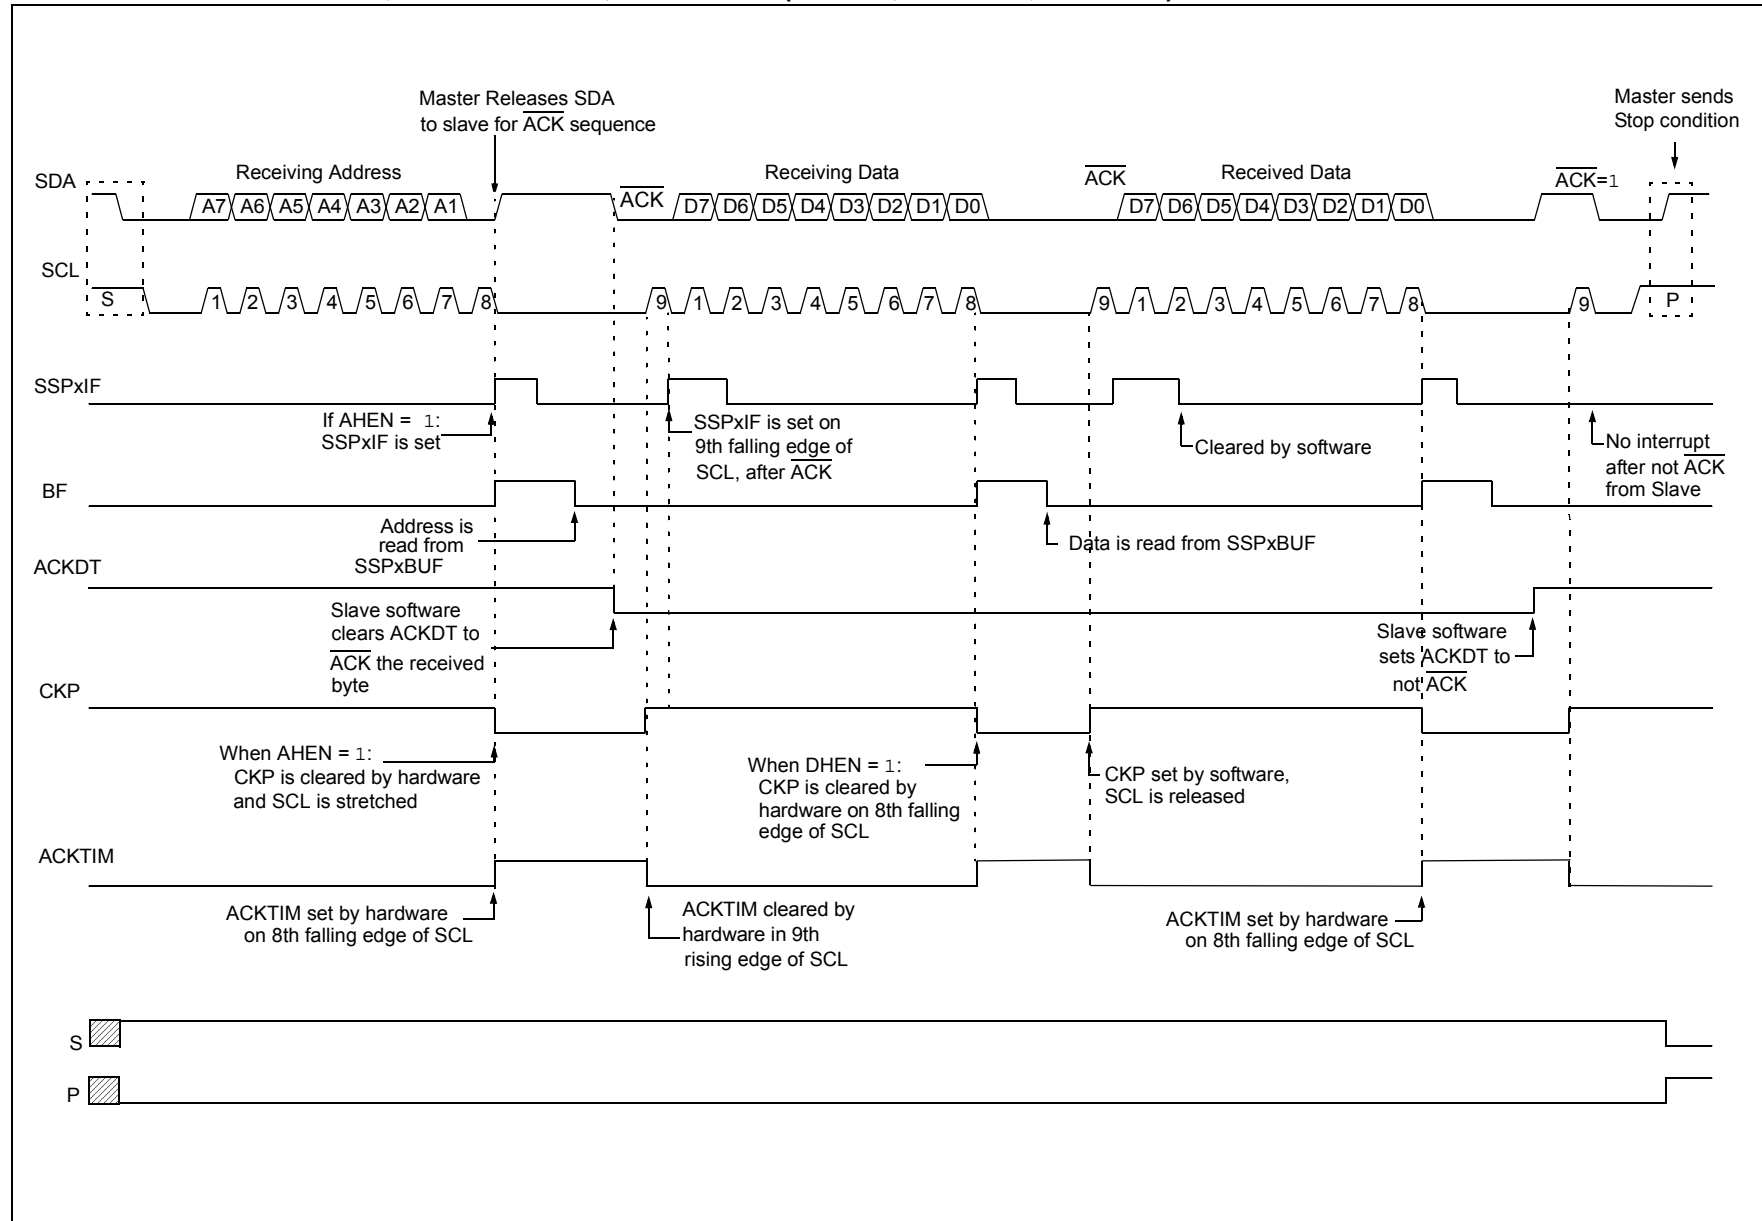 Master Releases SDA
to slave for ACK sequence
Master sends
Stop condition
SDA
Receiving Address
ACK
Receiving Data
ACK
Received Data
ACK=1
A7 A6 A5 A4 A3 A2 A1
D7 D6 D5 D4 D3 D2 D1 D0
D7 D6 D5 D4 D3 D2 D1 D0
SCL
S
1 2 3 4 5 6 7 8
9 1 2 3 4 5 6 7 8
9 1 2 3 4 5 6 7 8
9
P
SSPxIF
If AHEN = 1:
SSPxIF is set
SSPxIF is set on
9th falling edge of
SCL, after ACK
Cleared by software
No interrupt
after not ACK
from Slave
BF
Address is
read from
SSPxBUF
Data is read from SSPxBUF
ACKDT
Slave software
clears ACKDT to
ACK the received
byte
Slave software
sets ACKDT to
not ACK
CKP
When AHEN = 1:
CKP is cleared by hardware
and SCL is stretched
When DHEN = 1:
CKP is cleared by
hardware on 8th falling
edge of SCL
CKP set by software,
SCL is released
ACKTIM
ACKTIM set by hardware
on 8th falling edge of SCL
ACKTIM cleared by
hardware in 9th
rising edge of SCL
ACKTIM set by hardware
on 8th falling edge of SCL
S
P